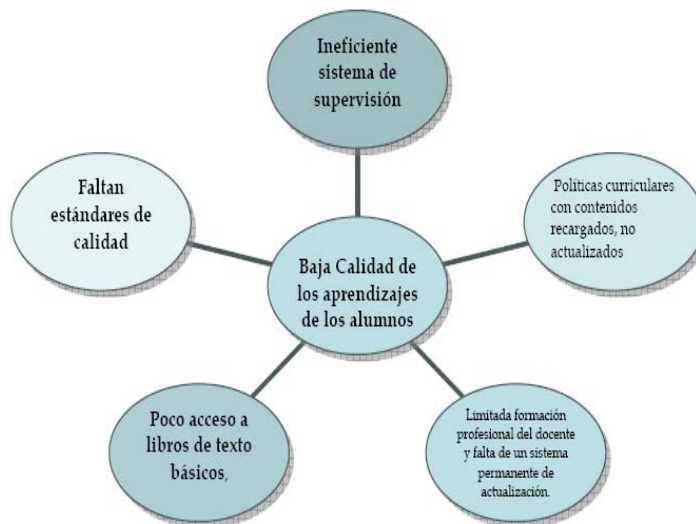 Ineficiente
sistema de
supervisión
Faltan
estándares de
calidad
Políticas curriculares
con contenidos
recargados, no
actualizados
Baja Calidad de
los aprendizajes
de los alumnos
Poco acceso a
libros de texto
básicos,
Limitada formación
profesional del docente
y falta de un sistema
permanente de
actualización.